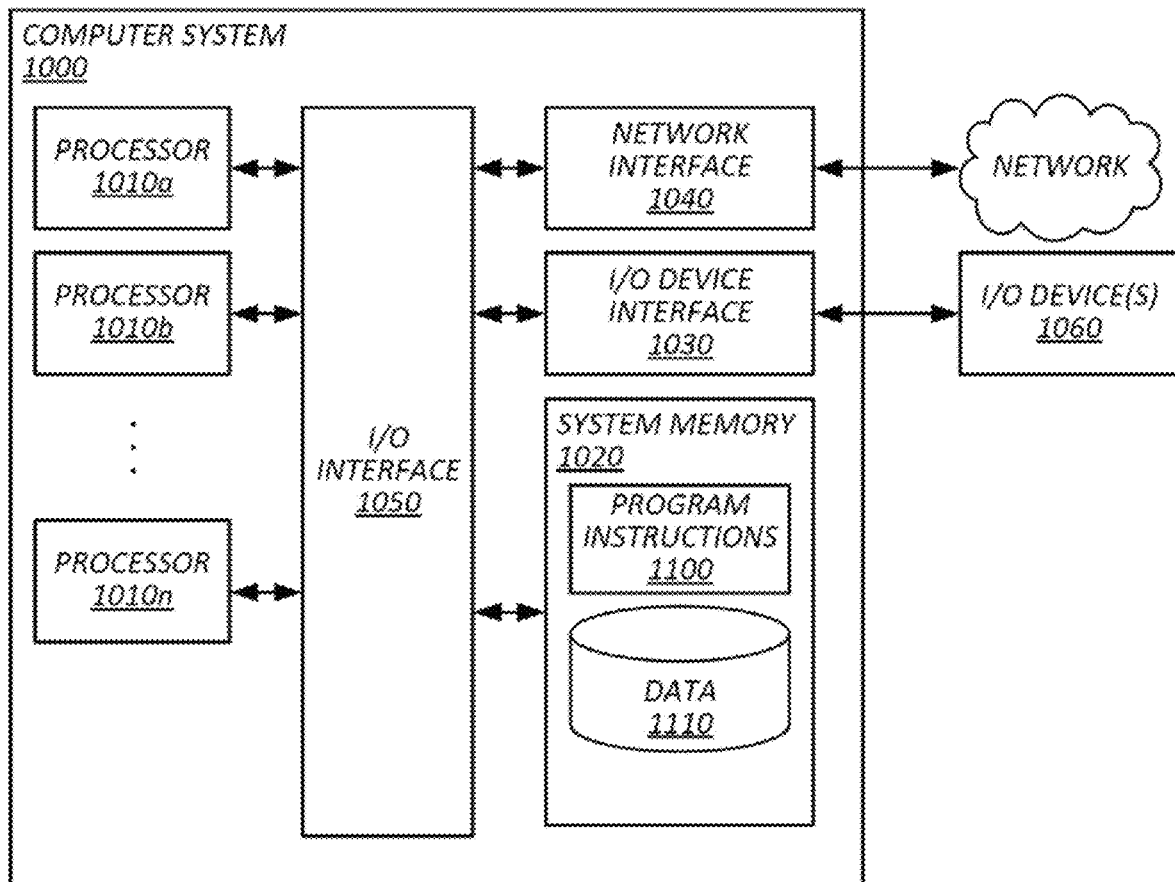 COMPUTER SYSTEM
1000
PROCESSOR
1010a
PROCESSOR
1010b
PROCESSOR
1010n
I/O
INTERFACE
1050
NETWORK
INTERFACE
1040
I/O DEVICE
INTERFACE
1030
SYSTEM MEMORY
1020
PROGRAM
INSTRUCTIONS
1100
DATA
1110
NETWORK
I/O DEVICE(S)
1060